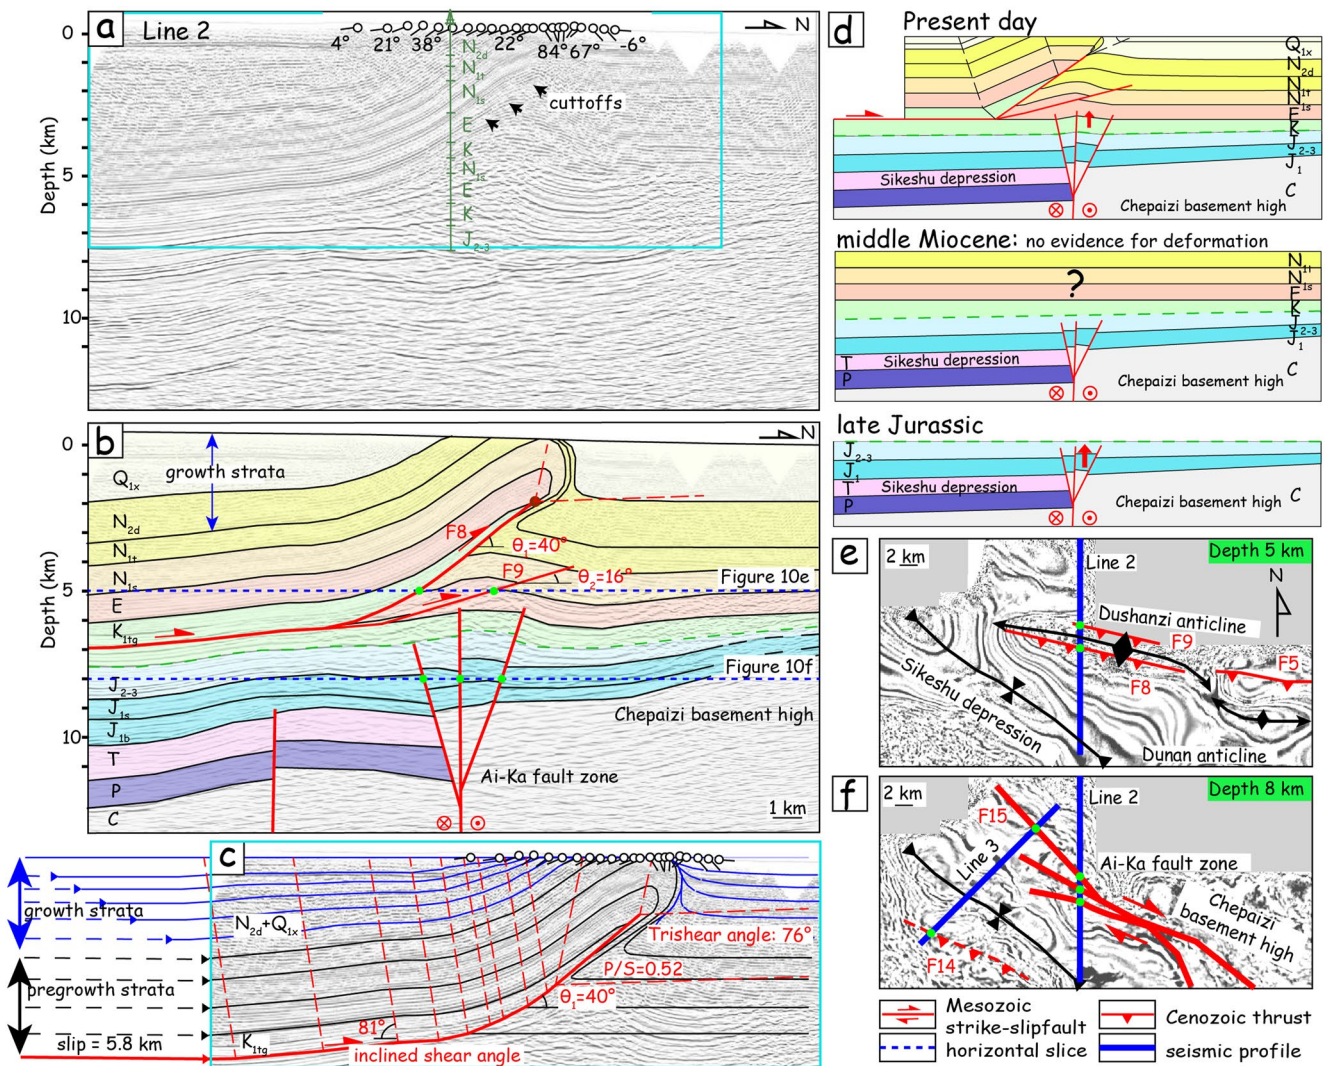 a
Line 2
N
0
5
10
Depth (km)
4°
21°
38°
22°
84°
67°
-6°
N2d
N1t
N1s
E
K
N1s
E
K
J2-3
cuttoffs
b
N
0
5
10
Depth (km)
growth strata
Q1x
N2d
N1t
N1s
E
K1tg
J2-3
J1s
J1b
T
P
C
F8
θ1=40°
F9
θ2=16°
Figure 10e
Figure 10f
Chepaizi basement high
Ai-Ka fault zone
1 km
c
growth strata
N2d+Q1x
pregrowth strata
slip = 5.8 km
K1tg
81°
inclined shear angle
Trishear angle: 76°
P/S=0.52
θ1=40°
d
Present day
Q1x
N2d
N1t
N1s
E
K
J2-3
J1
C
Sikeshu depression
Chepaizi basement high
middle Miocene: no evidence for deformation
?
N1t
N1s
E
K
J2-3
J1
C
T
P
Sikeshu depression
Chepaizi basement high
late Jurassic
J2-3
J1
T
P
Sikeshu depression
Chepaizi basement high
C
e
2 km
Line 2
Depth 5 km
N
Dushanzi anticline
F9
F8
F5
Sikeshu depression
Dunan anticline
f
2 km
Line 2
Depth 8 km
F15
Line 3
Ai-Ka fault zone
Chepaizi
basement high
F14
Mesozoic
strike-slipfault
Cenozoic thrust
horizontal slice
seismic profile